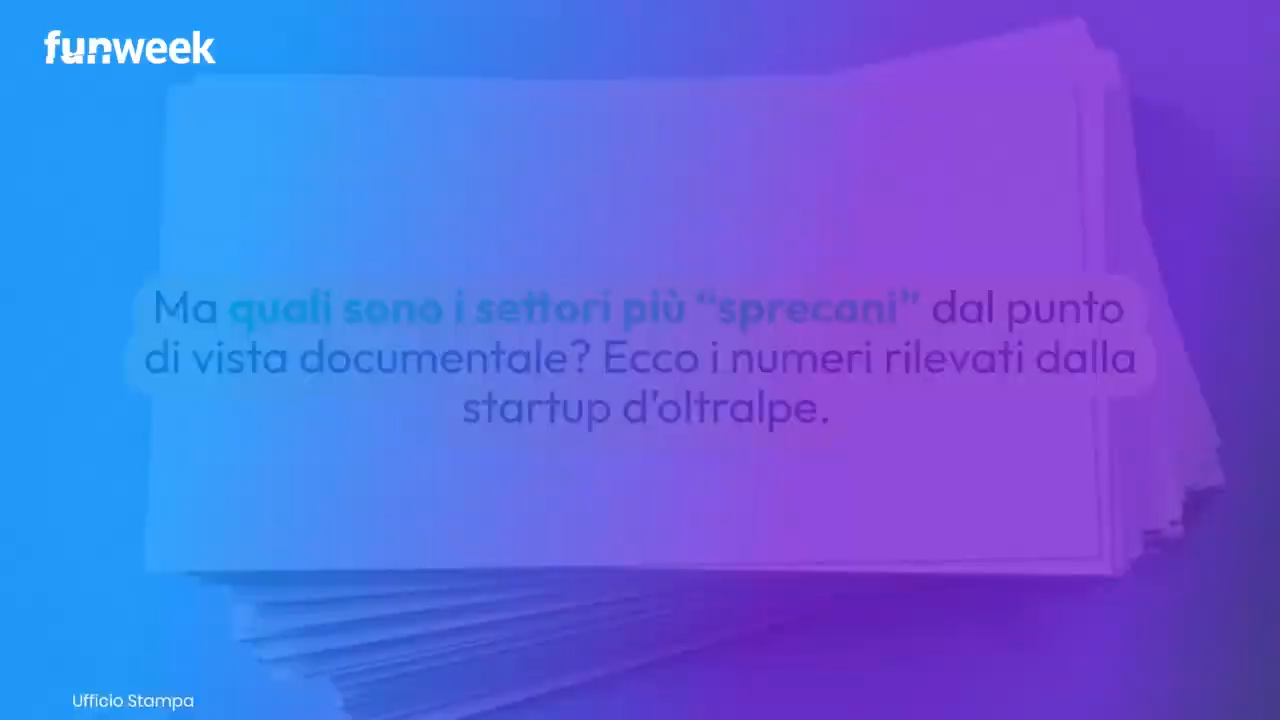 funweek
Ma quali sono i settori più “sprecani” dal punto
di vista documentale? Ecco i numeri rilevati dalla
startup d’oltralpe.
Ufficio Stampa